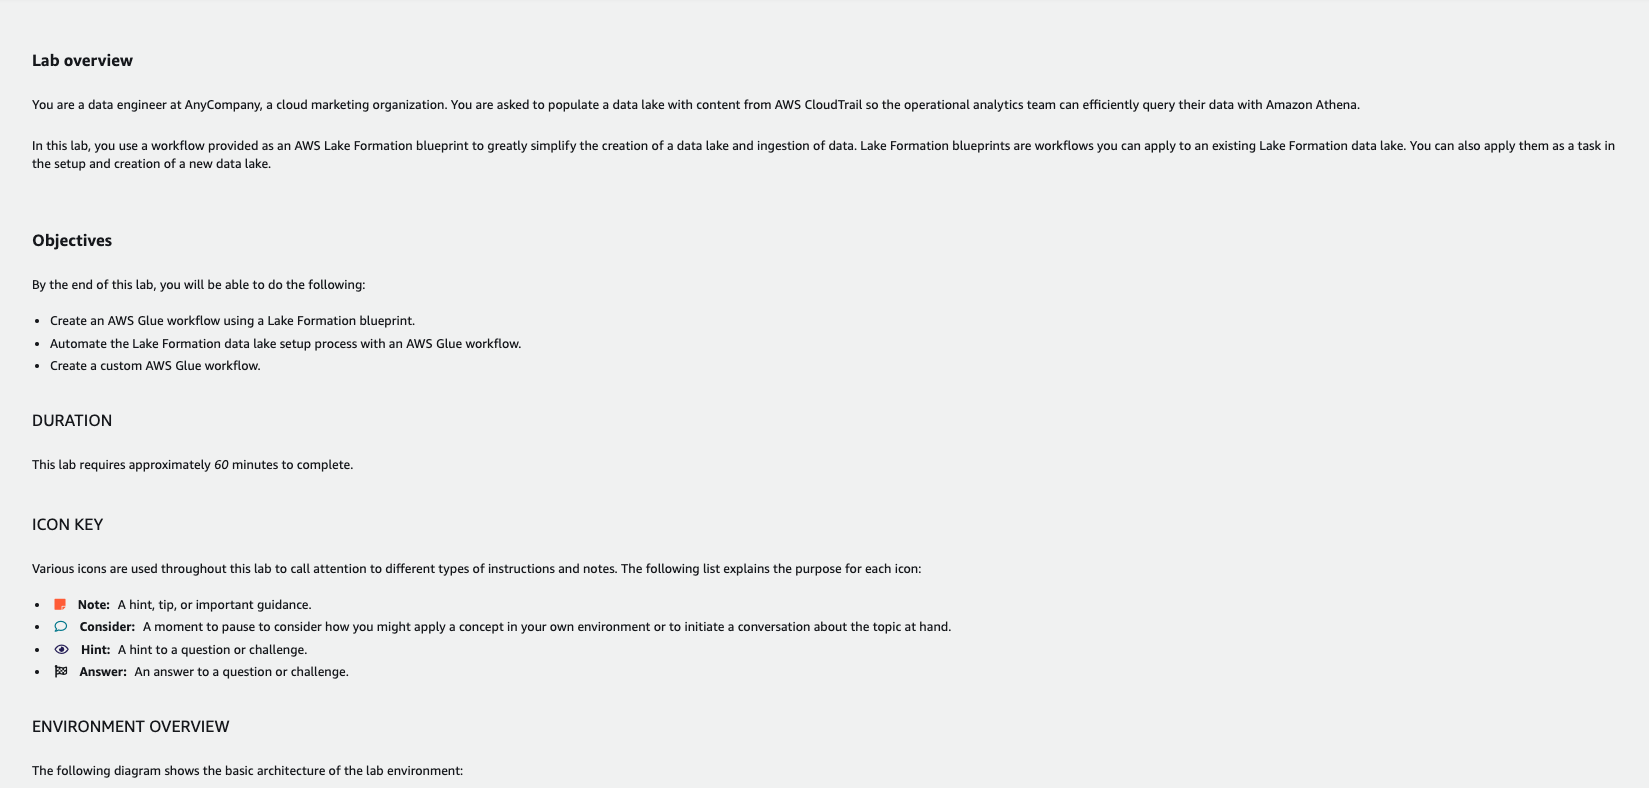 Lab overview
You are a data engineer at AnyCompany, a cloud marketing organization. You are asked to populate a data lake with content from AWS CloudTrail so the operational analytics team can efficiently query their data with Amazon Athena.
In this lab, you use a workflow provided as an AWS Lake Formation blueprint to greatly simplify the creation of a data lake and ingestion of data. Lake Formation blueprints are workflows you can apply to an existing Lake Formation data lake. You can also apply them as a task in
the setup and creation of a new data lake.
Objectives
By the end of this lab, you will be able to do the following:
• Create an AWS Glue workflow using a Lake Formation blueprint.
• Automate the Lake Formation data lake setup process with an AWS Glue workflow.
• Create a custom AWS Glue workflow.
DURATION
This lab requires approximately 60 minutes to complete.
ICON KEY
Various icons are used throughout this lab to call attention to different types of instructions and notes. The following list explains the purpose for each icon:
• Note: A hint, tip, or important guidance.
• Consider: A moment to pause to consider how you might apply a concept in your own environment or to initiate a conversation about the topic at hand.
• Hint: A hint to a question or challenge.
• Answer: An answer to a question or challenge.
ENVIRONMENT OVERVIEW
The following diagram shows the basic architecture of the lab environment: